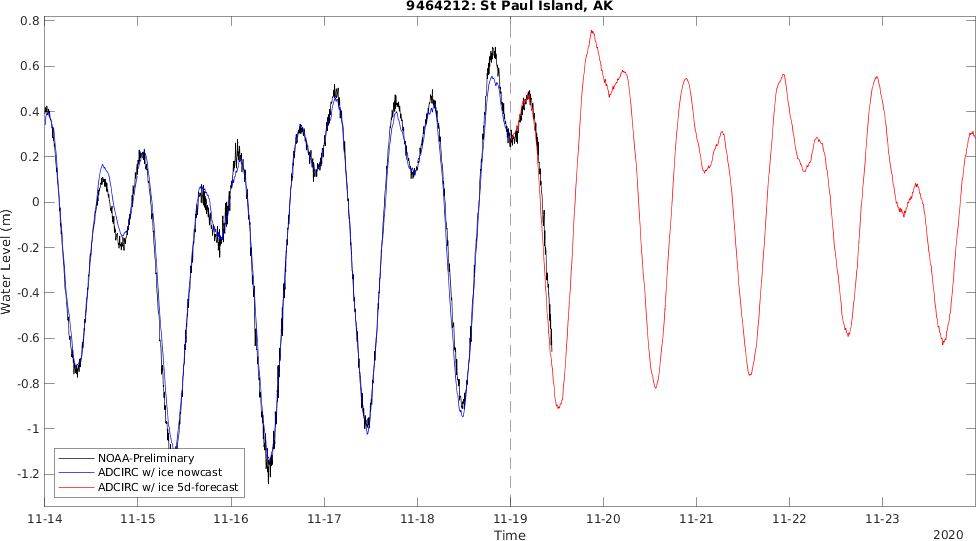 9464212: St Paul Island, AK
0.8
0.6
0.4
0.2
0
-0.2
-0.4
-0.6
-0.8
-1
-1.2
Water Level (m)
NOAA-Preliminary
ADCIRC w/ ice nowcast
ADCIRC w/ ice 5d-forecast
11-14 11-15 11-16 11-17 11-18 11-19 11-20 11-21 11-22 11-23
Time
2020